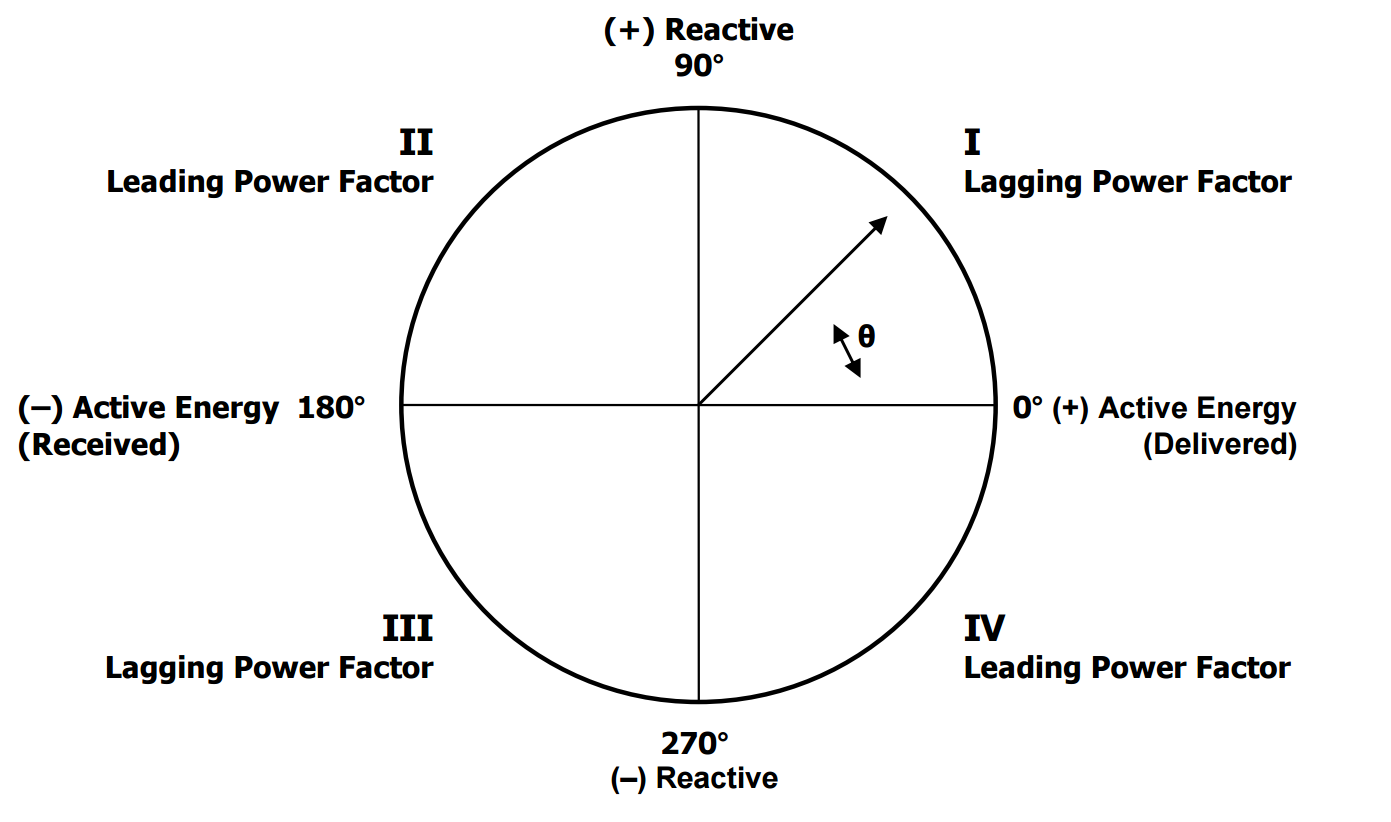 (+) Reactive
90°
II
Leading Power Factor
I
Lagging Power Factor
θ
(–) Active Energy 180°
(Received)
0° (+) Active Energy
(Delivered)
III
Lagging Power Factor
IV
Leading Power Factor
270°
(–) Reactive